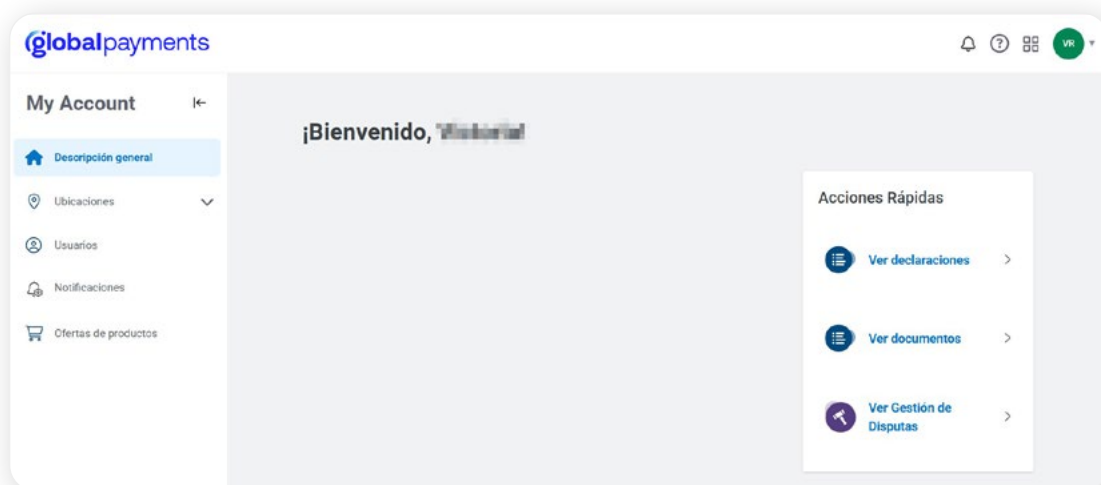 globalpayments
VR
My Account
¡Bienvenido,
Descripción general
Ubicaciones
Usuarios
Notificaciones
Ofertas de productos
Acciones Rápidas
Ver declaraciones
Ver documentos
Ver Gestión de
Disputas